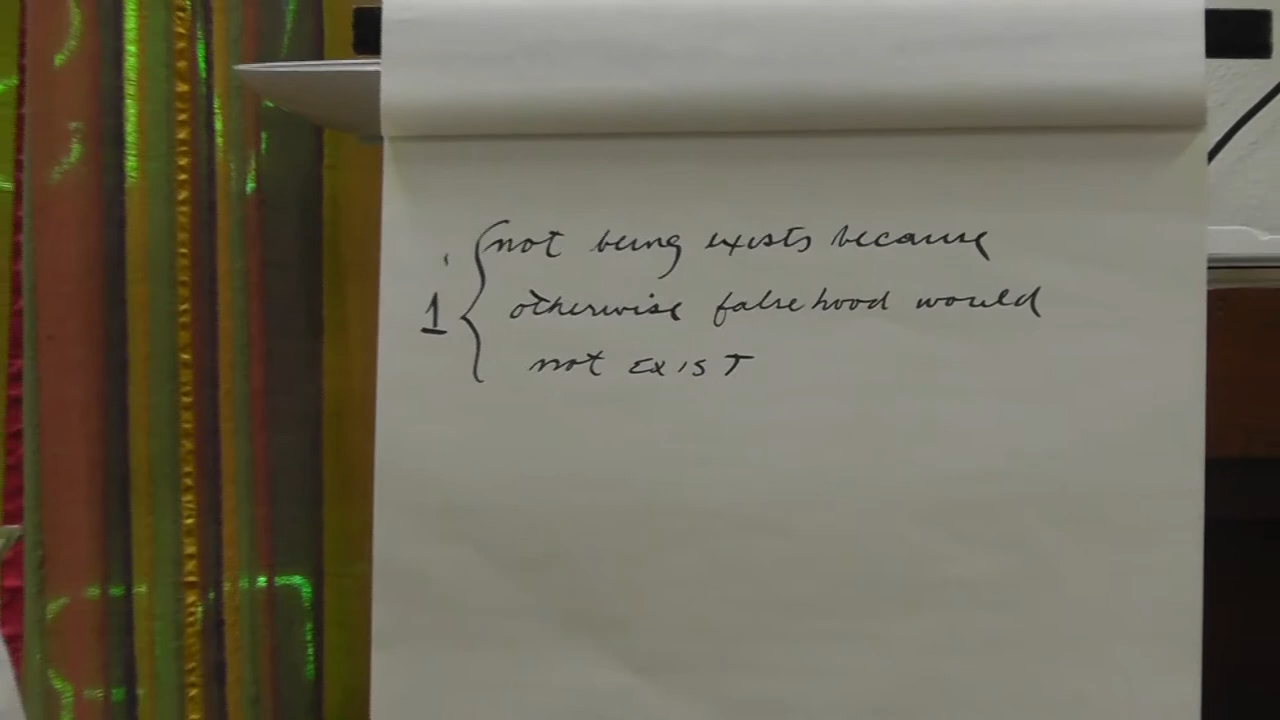 not being exists because
1 { otherwise falsehood would
not exist